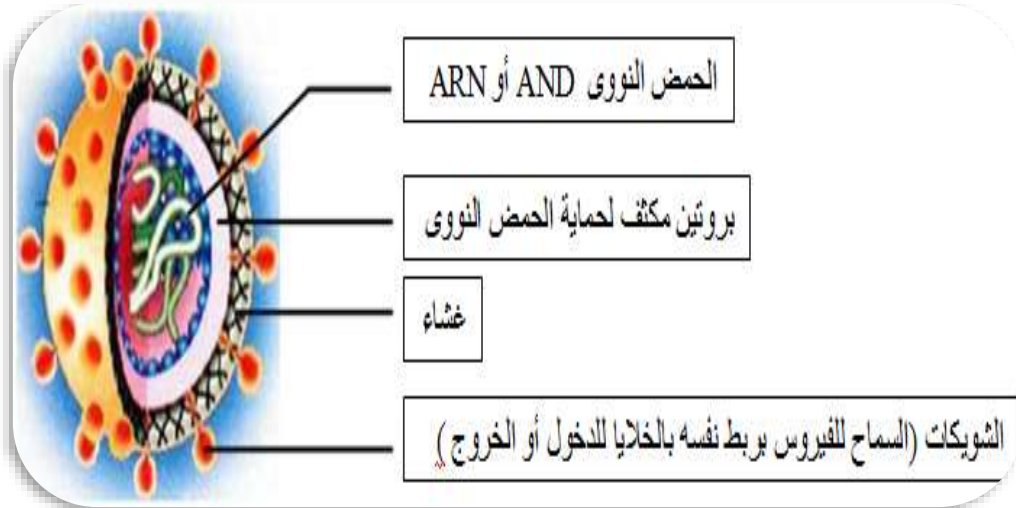 الحمض النووى AND أو ARN
بروتين مكثف لحماية الحمض النووى
غشاء
الشويكات (السماح للفيروس بربط نفسه بالخلايا للدخول أو الخروج )